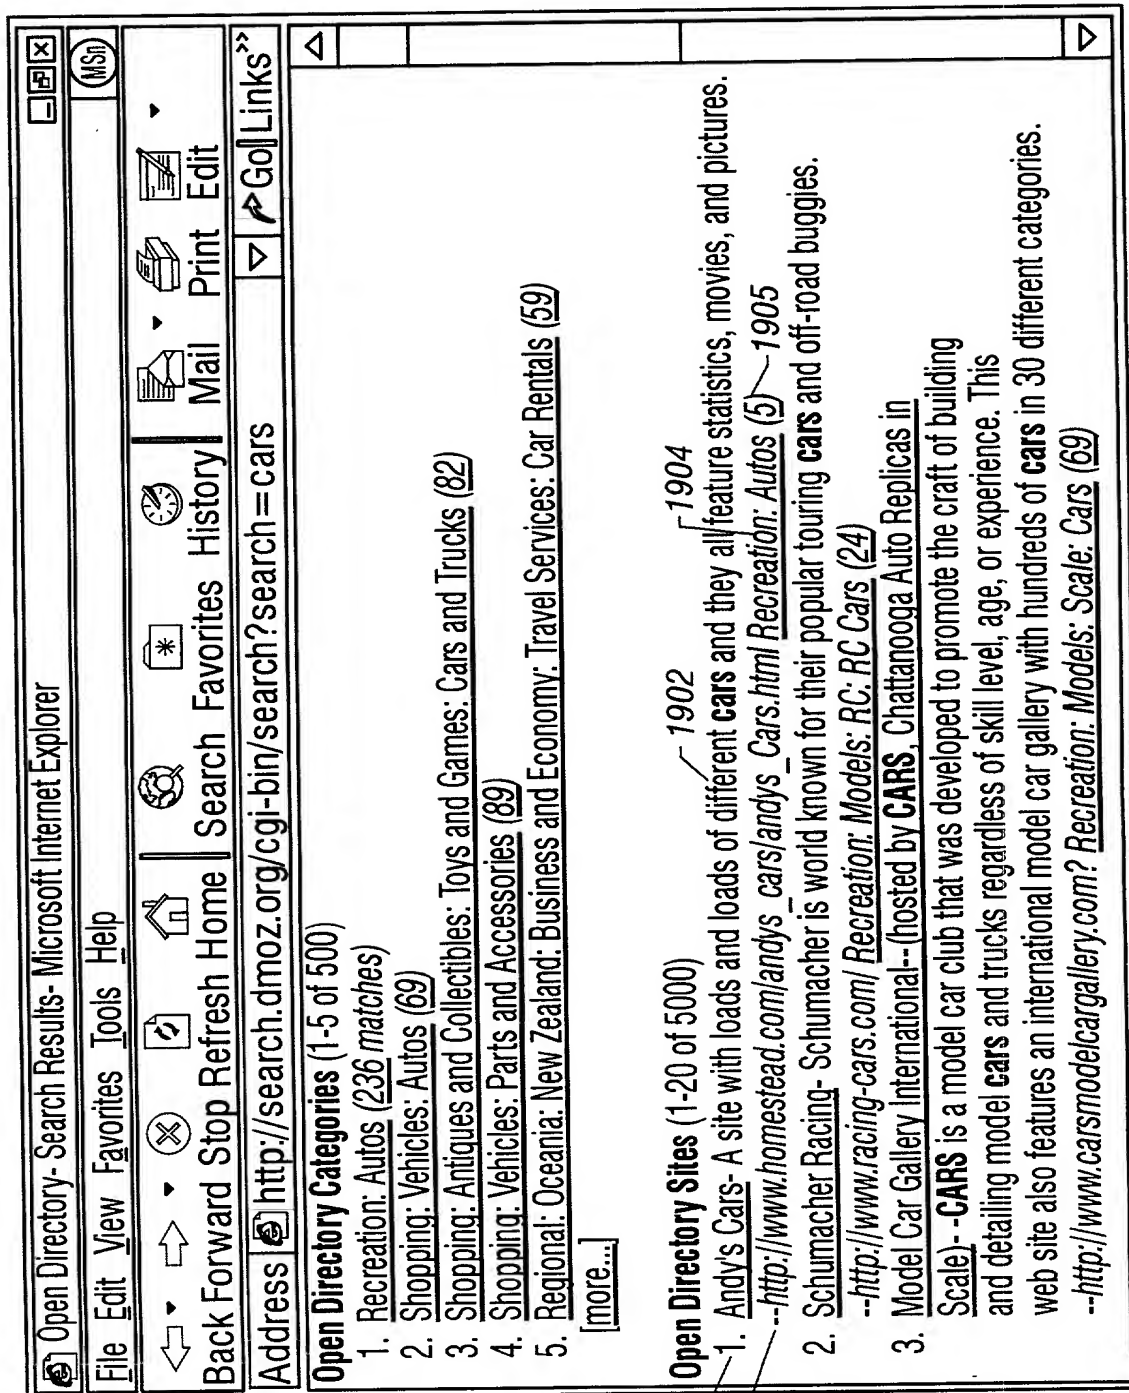 Open Directory- Search Results- Microsoft Internet Explorer
File Edit View Favorites Tools Help
MSn
Back Forward Stop Refresh Home Search Favorites History Mail Print Edit
Address http://search.dmoz.org/cgi-bin/search?search=cars Go Links»
Open Directory Categories (1-5 of 500)
1. Recreation: Autos (236 matches)
2. Shopping: Vehicles: Autos (69)
3. Shopping: Antiques and Collectibles: Toys and Games: Cars and Trucks (82)
4. Shopping: Vehicles: Parts and Accessories (89)
5. Regional: Oceania: New Zealand: Business and Economy: Travel Services: Car Rentals (59)
[more...]
1902
1904
Open Directory Sites (1-20 of 5000)
1. Andy's Cars- A site with loads and loads of different cars and they all feature statistics, movies, and pictures.
--http://www.homestead.com/andys_cars/andys_Cars.html Recreation: Autos (5) 1905
2. Schumacher Racing- Schumacher is world known for their popular touring cars and off-road buggies.
--http://www.racing-cars.com/ Recreation: Models: RC: RC Cars (24)
3. Model Car Gallery International--(hosted by CARS, Chattanooga Auto Replicas in
Scale)- -CARS is a model car club that was developed to promote the craft of building
and detailing model cars and trucks regardless of skill level, age, or experience. This
web site also features an international model car gallery with hundreds of cars in 30 different categories.
--http://www.carsmodelcargallery.com? Recreation: Models: Scale: Cars (69)